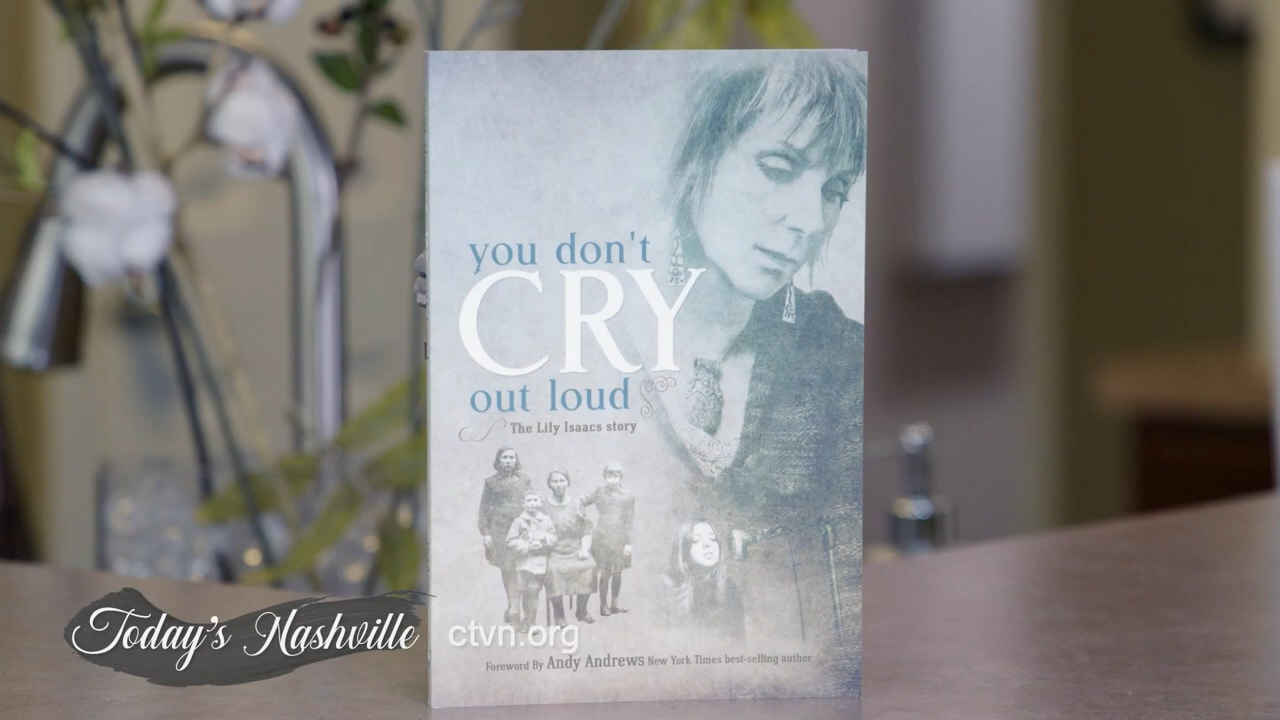 you don't
CRY
out loud
The Lily Isaacs story
Foreword By Andy Andrews New York Times best-selling author
Today's Nashville
ctvn.org